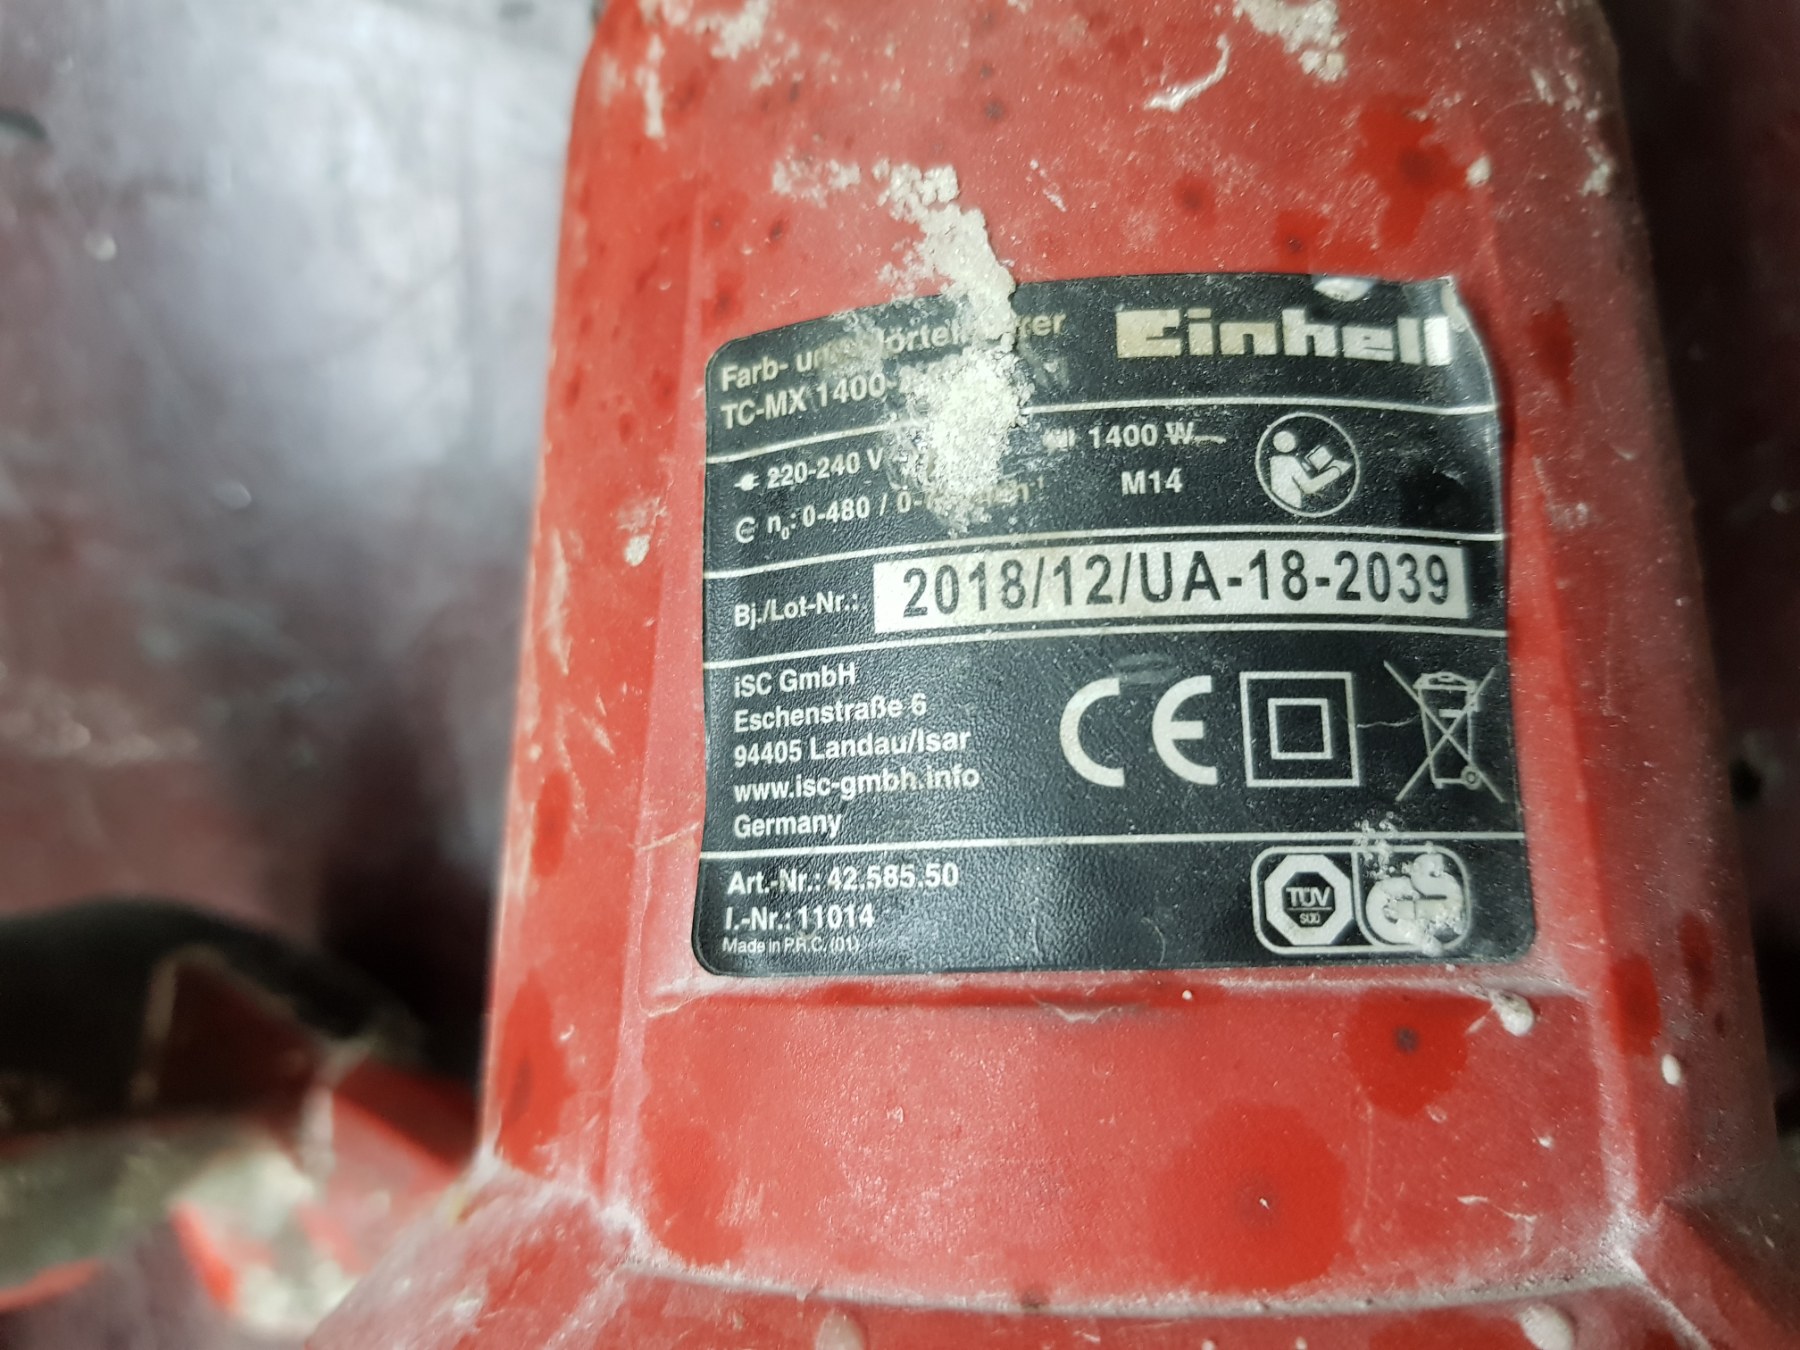 Farb-
Einhell
TC-MX 1400-
220-240 V
1400 W
n₀: 0-480 / 0-
M14
Bj./Lot-Nr.: 2018/12/UA-18-2039
iSC GmbH
Eschenstraße 6
94405 Landau/Isar
www.isc-gmbh.info
Germany
CE
Art.-Nr.: 42.585.50
I.-Nr.: 11014
Made in P.R.C. (01)
TÜV
SÜD